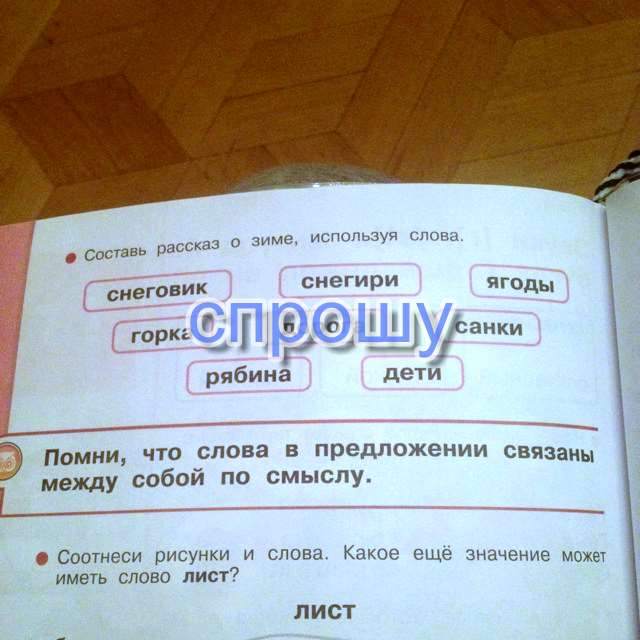 Составь рассказ о зиме, используя слова.
снеговик снегири ягоды
горка санки
спрошу
рябина дети
Помни, что слова в предложении связаны
между собой по смыслу.
Соотнеси рисунки и слова. Какое ещё значение может
иметь слово лист?
лист